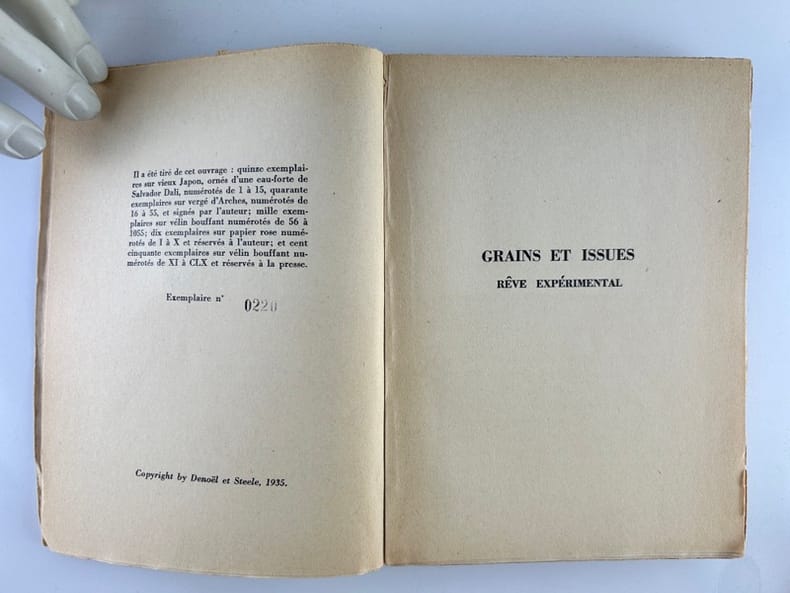 Il a été tiré de cet ouvrage : quinze exemplai-
res sur vieux Japon, ornés d'une eau-forte de
Salvador Dali, numérotés de 1 à 15, quarante
exemplaires sur vergé d'Arches, numérotés de
16 à 55, et signés par l'auteur; mille exem-
plaires sur vélin bouffant numérotés de 56 à
1055; dix exemplaires sur papier rose numé-
rotés de I à X et réservés à l'auteur; et cent
cinquante exemplaires sur vélin bouffant nu-
mérotés de XI à CLX et réservés à la presse.
Exemplaire n° 0220
Copyright by Denoël et Steele, 1935.
GRAINS ET ISSUES
RÊVE EXPÉRIMENTAL